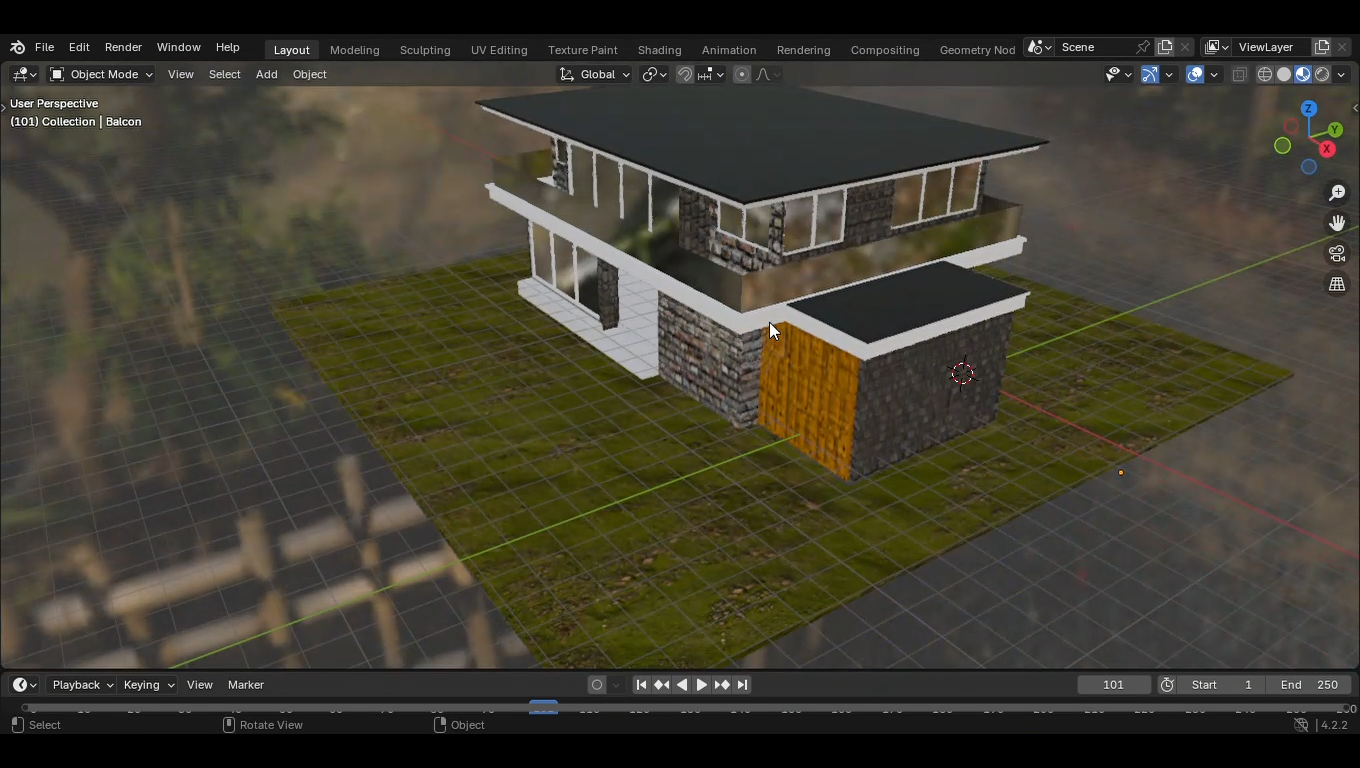 File Edit Render Window Help Layout Modeling Sculpting UV Editing Texture Paint Shading Animation Rendering Compositing Geometry Nod Scene ViewLayer
Object Mode View Select Add Object Global
User Perspective
(101) Collection | Balcon
Z
Y
X
Playback Keying View Marker 101 Start 1 End 250
Select Rotate View Object 4.2.2